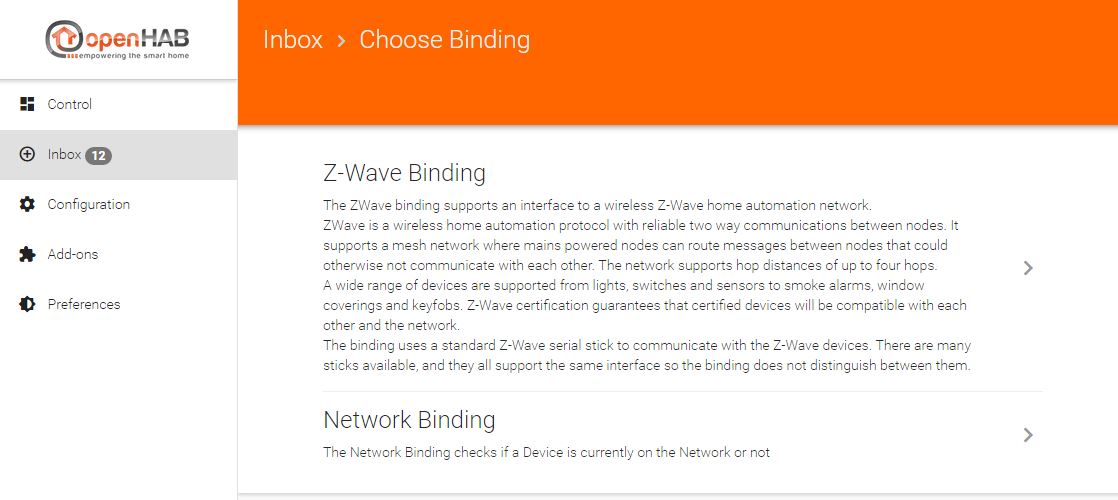 openHAB
empowering the smart home
Inbox > Choose Binding
Control
Inbox 12
Configuration
Add-ons
Preferences
Z-Wave Binding
The ZWave binding supports an interface to a wireless Z-Wave home automation network.
ZWave is a wireless home automation protocol with reliable two way communications between nodes. It
supports a mesh network where mains powered nodes can route messages between nodes that could
otherwise not communicate with each other. The network supports hop distances of up to four hops.
A wide range of devices are supported from lights, switches and sensors to smoke alarms, window
coverings and keyfobs. Z-Wave certification guarantees that certified devices will be compatible with each
other and the network.
The binding uses a standard Z-Wave serial stick to communicate with the Z-Wave devices. There are many
sticks available, and they all support the same interface so the binding does not distinguish between them.
Network Binding
The Network Binding checks if a Device is currently on the Network or not